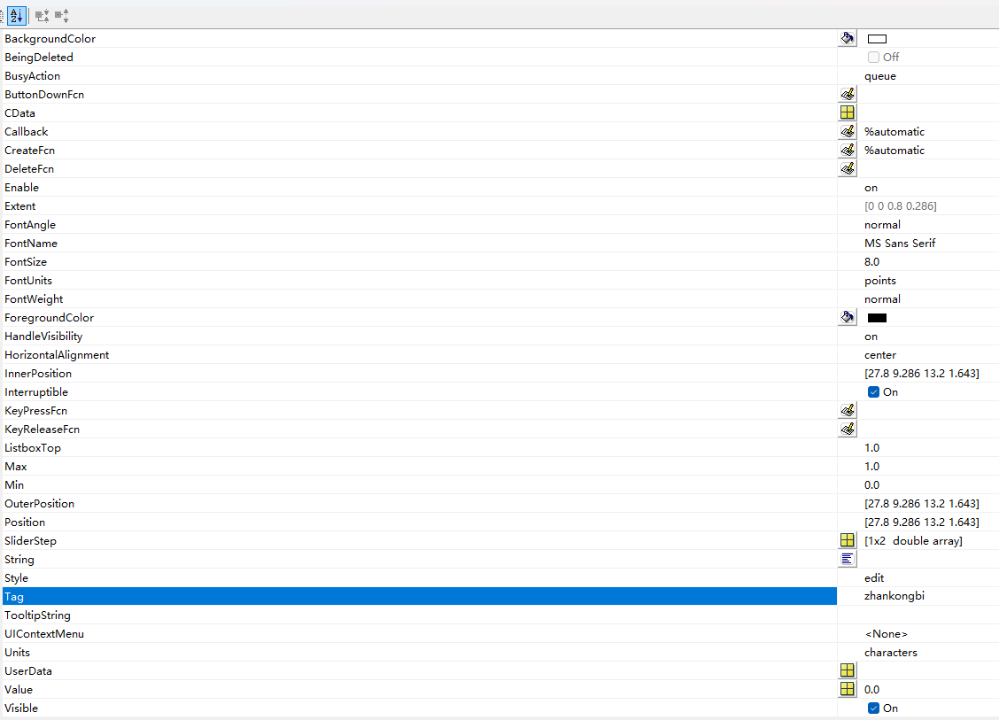 BackgroundColor
BeingDeleted Off
BusyAction queue
ButtonDownFcn
CData
Callback %automatic
CreateFcn %automatic
DeleteFcn
Enable on
Extent [0 0 0.8 0.286]
FontAngle normal
FontName MS Sans Serif
FontSize 8.0
FontUnits points
FontWeight normal
ForegroundColor
HandleVisibility on
HorizontalAlignment center
InnerPosition [27.8 9.286 13.2 1.643]
Interruptible On
KeyPressFcn
KeyReleaseFcn
ListboxTop 1.0
Max 1.0
Min 0.0
OuterPosition [27.8 9.286 13.2 1.643]
Position [27.8 9.286 13.2 1.643]
SliderStep [1x2 double array]
String
Style edit
Tag zhankongbi
TooltipString
UIContextMenu <None>
Units characters
UserData
Value 0.0
Visible On